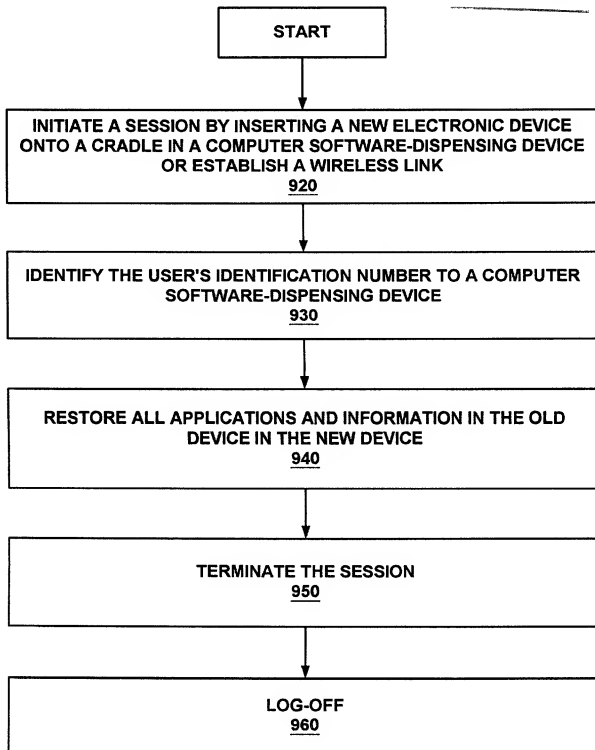 START
INITIATE A SESSION BY INSERTING A NEW ELECTRONIC DEVICE
ONTO A CRADLE IN A COMPUTER SOFTWARE-DISPENSING DEVICE
OR ESTABLISH A WIRELESS LINK
920
IDENTIFY THE USER'S IDENTIFICATION NUMBER TO A COMPUTER
SOFTWARE-DISPENSING DEVICE
930
RESTORE ALL APPLICATIONS AND INFORMATION IN THE OLD
DEVICE IN THE NEW DEVICE
940
TERMINATE THE SESSION
950
LOG-OFF
960